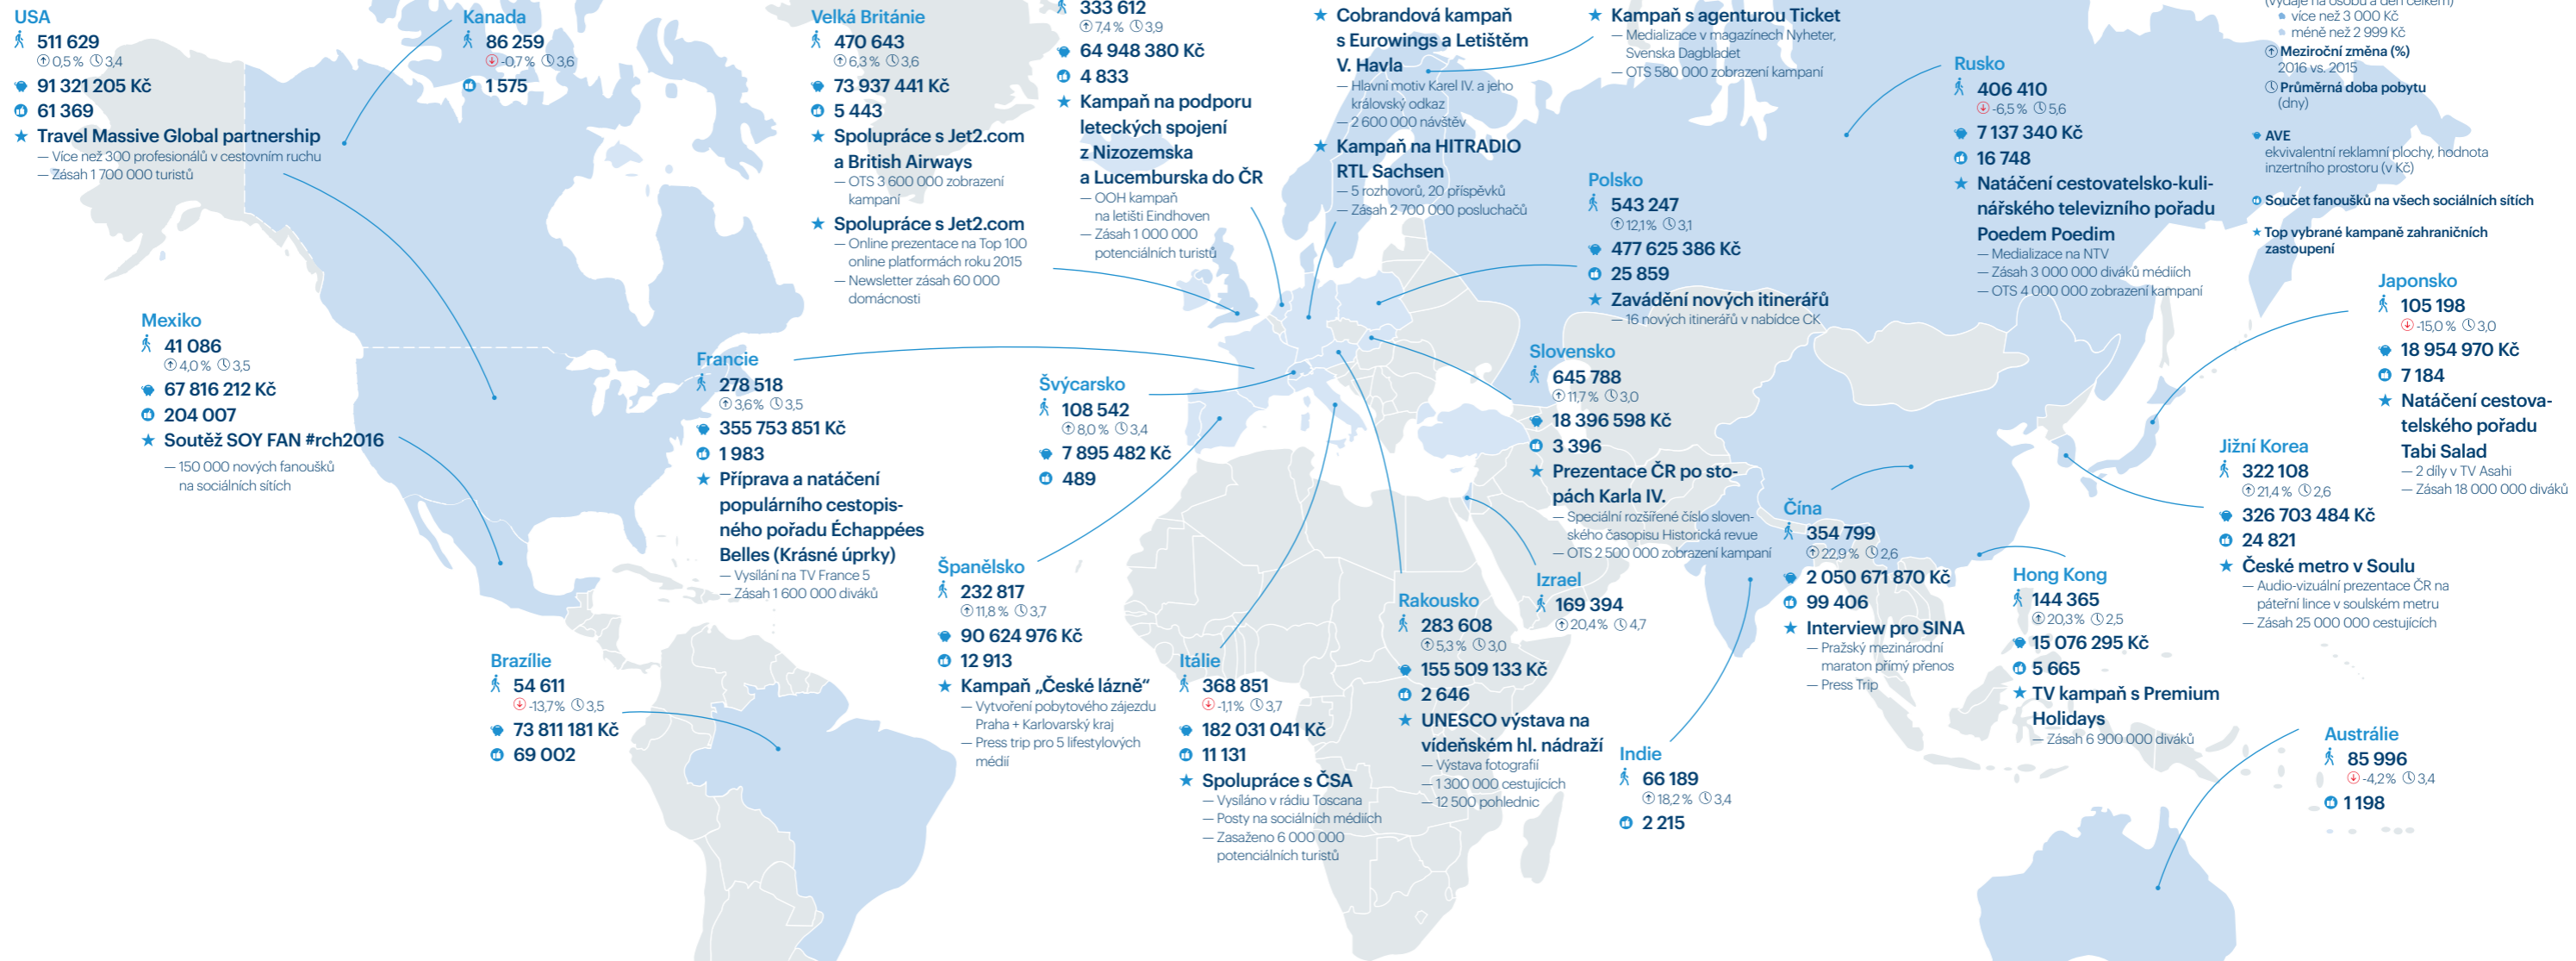 USA
511 629
0,5 % 3,4
91 321 205 Kč
61 369
Travel Massive Global partnership
— Více než 300 profesionálů v cestovním ruchu
— Zásah 1 700 000 turistů
Kanada
86 259
-0,7 % 3,6
1 575
Velká Británie
470 643
6,3 % 3,6
73 937 441 Kč
5 443
Spolupráce s Jet2.com
a British Airways
— OTS 3 600 000 zobrazení
kampaní
Spolupráce s Jet2.com
— Online prezentace na Top 100
online platformách roku 2015
— Newsletter zásah 60 000
domácnosti
333 612
7,4 % 3,9
64 948 380 Kč
4 833
Kampaň na podporu
leteckých spojení
z Nizozemska
a Lucemburska do ČR
— OOH kampaň
na letišti Eindhoven
— Zásah 1 000 000
potenciálních turistů
Cobrandová kampaň
s Eurowings a Letištěm
V. Havla
— Hlavní motiv Karel IV. a jeho
královský odkaz
— 2 600 000 návštěv
Kampaň na HITRADIO
RTL Sachsen
— 5 rozhovorů, 20 příspěvků
— Zásah 2 700 000 posluchačů
Kampaň s agenturou Ticket
— Medializace v magazínech Nyheter,
Svenska Dagbladet
— OTS 580 000 zobrazení kampaní
Polsko
543 247
12,1 % 3,1
477 625 386 Kč
25 859
Zavádění nových itinerářů
— 16 nových itinerářů v nabídce CK
Rusko
406 410
-6,5 % 5,6
7 137 340 Kč
16 748
Natáčení cestovatelsko-kuli-
nářského televizního pořadu
Poedem Poedim
— Medializace na NTV
— Zásah 3 000 000 diváků médiích
— OTS 4 000 000 zobrazení kampaní
(výdaje na osobu a den celkem)
více než 3 000 Kč
méně než 2 999 Kč
Meziroční změna (%)
2016 vs. 2015
Průměrná doba pobytu
(dny)
AVE
ekvivalentní reklamní plochy, hodnota
inzertního prostoru (v Kč)
Součet fanoušků na všech sociálních sítích
Top vybrané kampaně zahraničních
zastoupení
Japonsko
105 198
-15,0 % 3,0
18 954 970 Kč
7 184
Natáčení cestova-
telského pořadu
Tabi Salad
— 2 díly v TV Asahi
— Zásah 18 000 000 diváků
Mexiko
41 086
4,0 % 3,5
67 816 212 Kč
204 007
Soutěž SOY FAN #rch2016
— 150 000 nových fanoušků
na sociálních sítích
Francie
278 518
3,6 % 3,5
355 753 851 Kč
1 983
Příprava a natáčení
populárního cestopis-
ného pořadu Échappées
Belles (Krásné úprky)
— Vysílání na TV France 5
— Zásah 1 600 000 diváků
Švýcarsko
108 542
8,0 % 3,4
7 895 482 Kč
489
Slovensko
645 788
11,7 % 3,0
18 396 598 Kč
3 396
Prezentace ČR po sto-
pách Karla IV.
— Speciální rozšířené číslo sloven-
ského časopisu Historická revue
— OTS 2 500 000 zobrazení kampaní
Jižní Korea
322 108
21,4 % 2,6
326 703 484 Kč
24 821
České metro v Soulu
— Audio-vizuální prezentace ČR na
páteřní lince v soulském metru
— Zásah 25 000 000 cestujících
Čína
354 799
22,9 % 2,6
2 050 671 870 Kč
99 406
Interview pro SINA
— Pražský mezinárodní
maraton přímý přenos
— Press Trip
Španělsko
232 817
11,8 % 3,7
90 624 976 Kč
12 913
Kampaň „České lázně“
— Vytvoření pobytového zájezdu
Praha + Karlovarský kraj
— Press trip pro 5 lifestylových
médií
Izrael
169 394
20,4 % 4,7
Hong Kong
144 365
20,3 % 2,5
15 076 295 Kč
5 665
TV kampaň s Premium
Holidays
— Zásah 6 900 000 diváků
Rakousko
283 608
5,3 % 3,0
155 509 133 Kč
2 646
UNESCO výstava na
vídeňském hl. nádraží
— Výstava fotografií
— 1 300 000 cestujících
— 12 500 pohlednic
Brazílie
54 611
-13,7 % 3,5
73 811 181 Kč
69 002
Itálie
368 851
-1,1 % 3,7
182 031 041 Kč
11 131
Spolupráce s ČSA
— Vysíláno v rádiu Toscana
— Posty na sociálních médiích
— Zasaženo 6 000 000
potenciálních turistů
Indie
66 189
18,2 % 3,4
2 215
Austrálie
85 996
-4,2 % 3,4
1 198